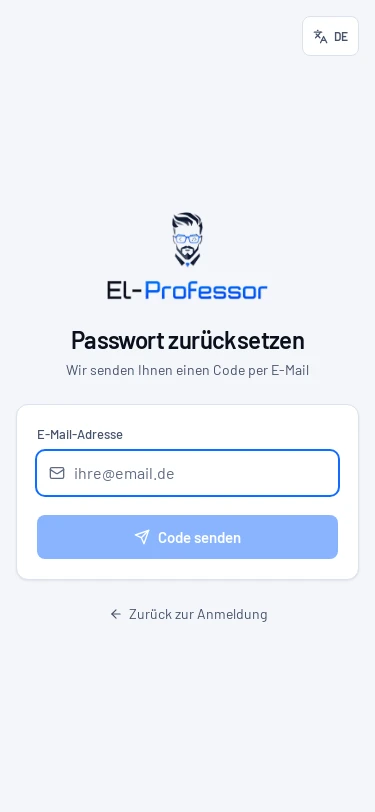 DE
El-Professor
Passwort zurücksetzen
Wir senden Ihnen einen Code per E-Mail
E-Mail-Adresse
ihre@email.de
Code senden
Zurück zur Anmeldung